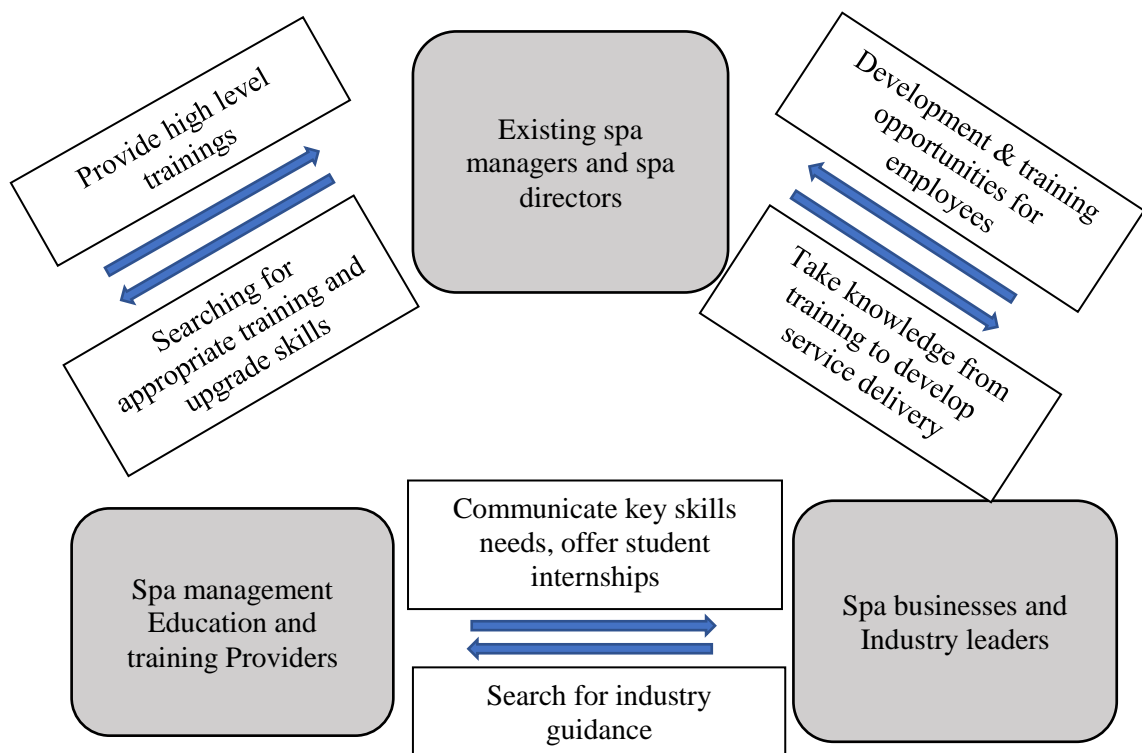 Provide high level
trainings
Searching for
appropriate training and
upgrade skills
Existing spa
managers and spa
directors
Development & training
opportunities for
employees
Take knowledge from
training to develop
service delivery
Spa management
Education and
training Providers
Communicate key skills
needs, offer student
internships
Search for industry
guidance
Spa businesses and
Industry leaders